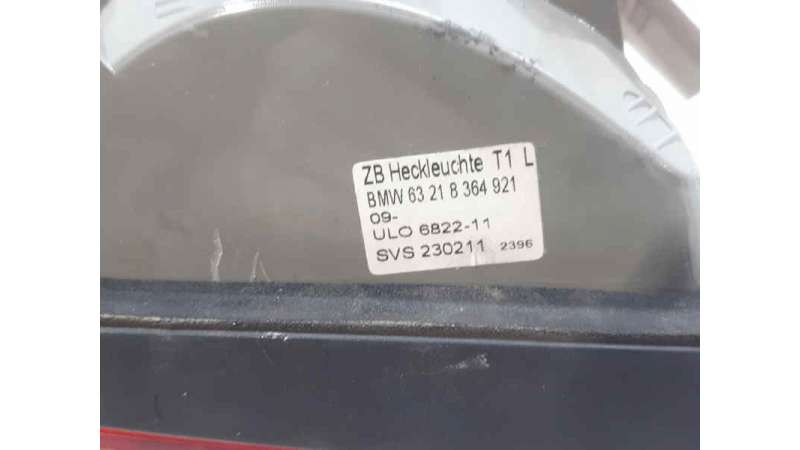 ZB Heckleuchte T1 L
BMW 63 21 8 364 921
09-
ULO 6822-11
SVS 230211 2396